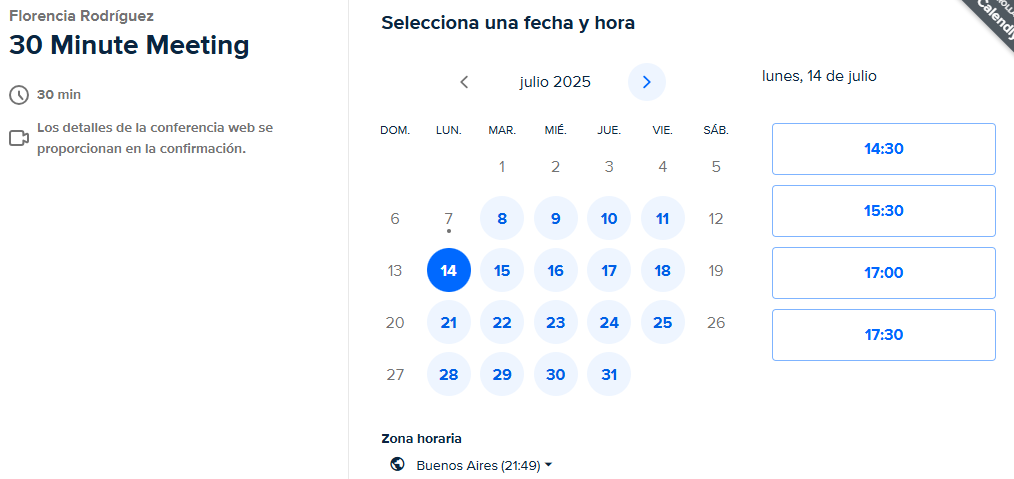 Florencia Rodríguez
30 Minute Meeting
30 min
Los detalles de la conferencia web se
proporcionan en la confirmación.
Selecciona una fecha y hora
julio 2025
DOM. LUN. MAR. MIÉ. JUE. VIE. SÁB.
1 2 3 4 5
6 7 8 9 10 11 12
13 14 15 16 17 18 19
20 21 22 23 24 25 26
27 28 29 30 31
Zona horaria
Buenos Aires (21:49)
lunes, 14 de julio
14:30
15:30
17:00
17:30
Calendly